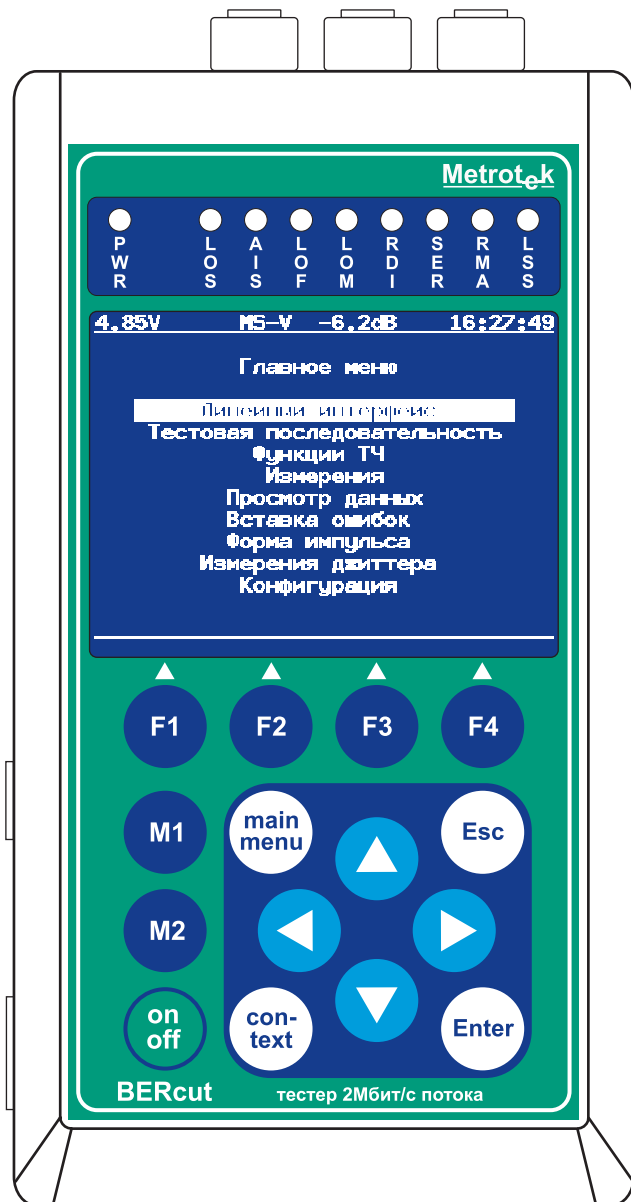 Metrotek
PWR LOS AIS LOF LOM RDI SER RMA LSS
4.85V MS-V -6.2dB 16:27:49
Главное меню
Линейный интерфейс
Тестовая последовательность
Функции ТЧ
Измерения
Просмотр данных
Вставка ошибок
Форма импульса
Измерения джиттера
Конфигурация
F1 F2 F3 F4
M1
main menu
Esc
M2
on off
con-
text
Enter
BERcut
тестер 2Мбит/с потока